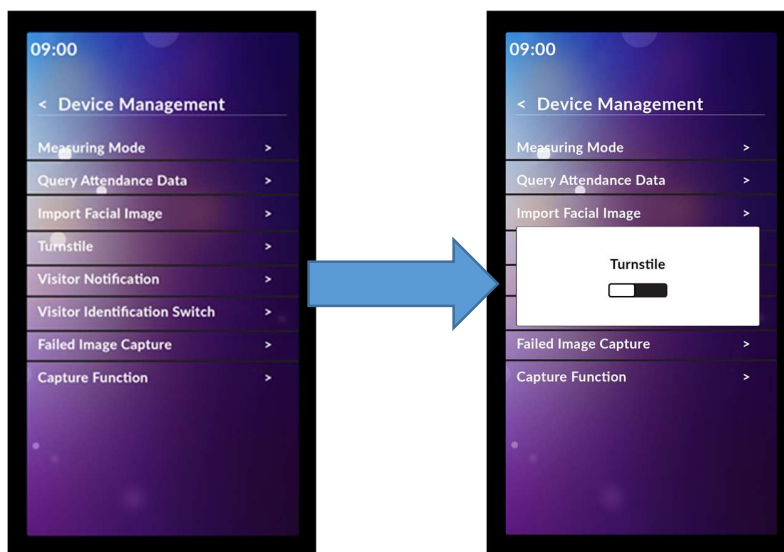 09:00
< Device Management
Measuring Mode >
Query Attendance Data >
Import Facial Image >
Turnstile >
Visitor Notification >
Visitor Identification Switch >
Failed Image Capture >
Capture Function >
09:00
< Device Management
Measuring Mode >
Query Attendance Data >
Import Facial Image >
Turnstile
Failed Image Capture >
Capture Function >